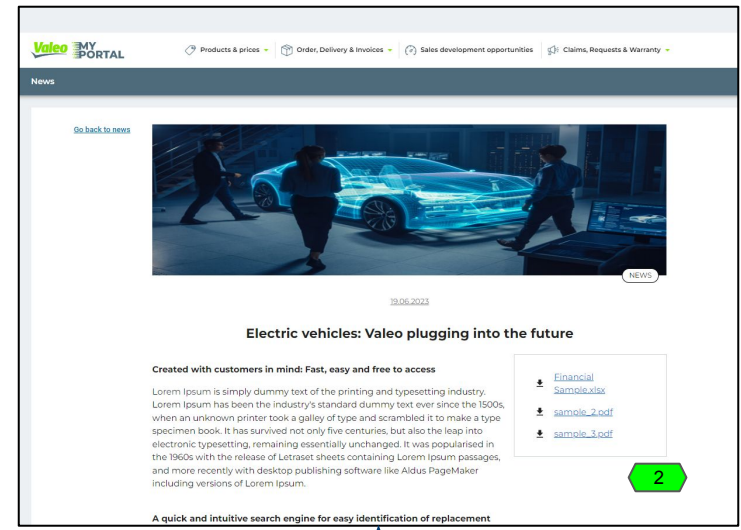 Valeo MY PORTAL
Products & prices
Order, Delivery & Invoices
Sales development opportunities
Claims, Requests & Warranty
News
Go back to news
NEWS
19.06.2023
Electric vehicles: Valeo plugging into the future
Created with customers in mind: Fast, easy and free to access
Lorem Ipsum is simply dummy text of the printing and typesetting industry.
Lorem Ipsum has been the industry's standard dummy text ever since the 1500s,
when an unknown printer took a galley of type and scrambled it to make a type
specimen book. It has survived not only five centuries, but also the leap into
electronic typesetting, remaining essentially unchanged. It was popularised in
the 1960s with the release of Letraset sheets containing Lorem Ipsum passages,
and more recently with desktop publishing software like Aldus PageMaker
including versions of Lorem Ipsum.
Financial
Sample.xlsx
sample_2.pdf
sample_3.pdf
2
A quick and intuitive search engine for easy identification of replacement